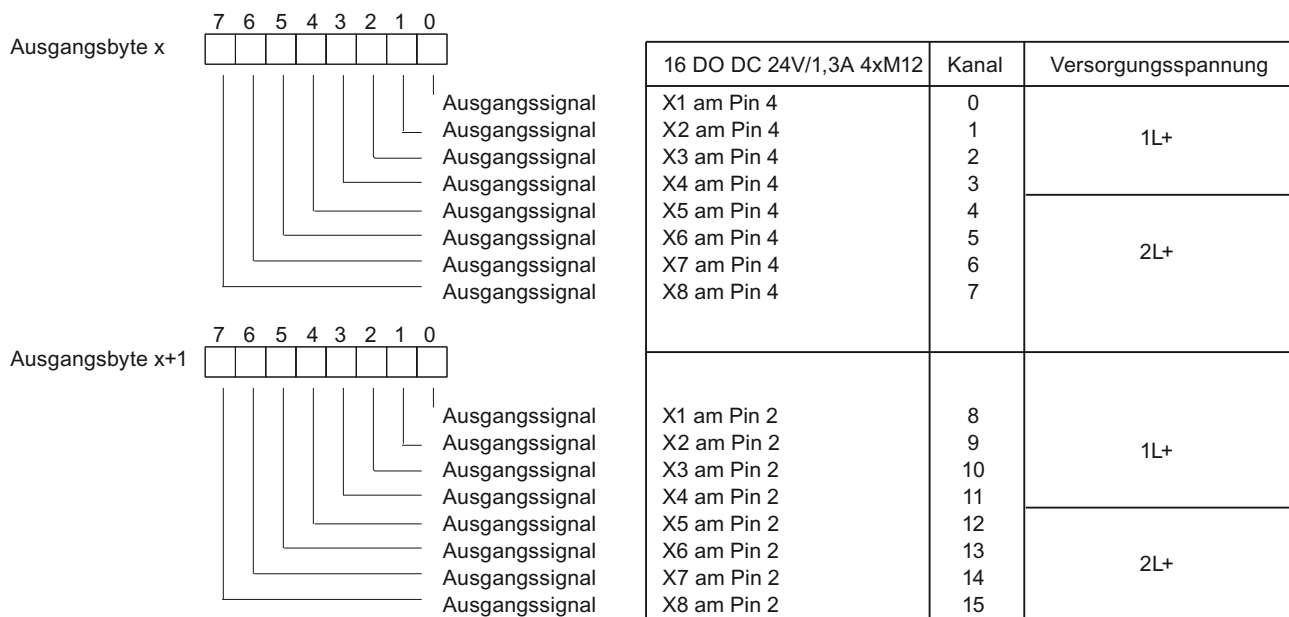 7 6 5 4 3 2 1 0
Ausgangsbyte x
16 DO DC 24V/1,3A 4xM12 Kanal Versorgungsspannung
Ausgangssignal X1 am Pin 4 0
Ausgangssignal X2 am Pin 4 1
1L+
Ausgangssignal X3 am Pin 4 2
Ausgangssignal X4 am Pin 4 3
Ausgangssignal X5 am Pin 4 4
Ausgangssignal X6 am Pin 4 5
2L+
Ausgangssignal X7 am Pin 4 6
Ausgangssignal X8 am Pin 4 7
7 6 5 4 3 2 1 0
Ausgangsbyte x+1
Ausgangssignal X1 am Pin 2 8
Ausgangssignal X2 am Pin 2 9
1L+
Ausgangssignal X3 am Pin 2 10
Ausgangssignal X4 am Pin 2 11
Ausgangssignal X5 am Pin 2 12
Ausgangssignal X6 am Pin 2 13
2L+
Ausgangssignal X7 am Pin 2 14
Ausgangssignal X8 am Pin 2 15